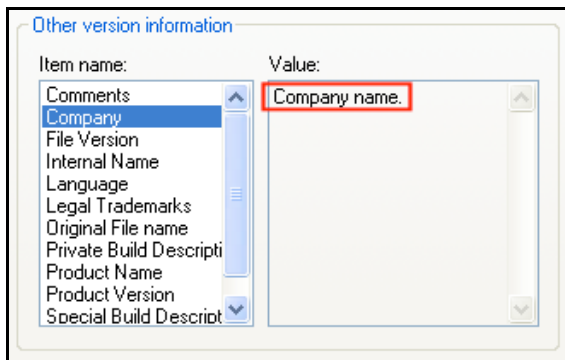 Other version information
Item name:
Value:
Comments
Company
File Version
Internal Name
Language
Legal Trademarks
Original File name
Private Build Descripti
Product Name
Product Version
Special Build Descript
Company name.